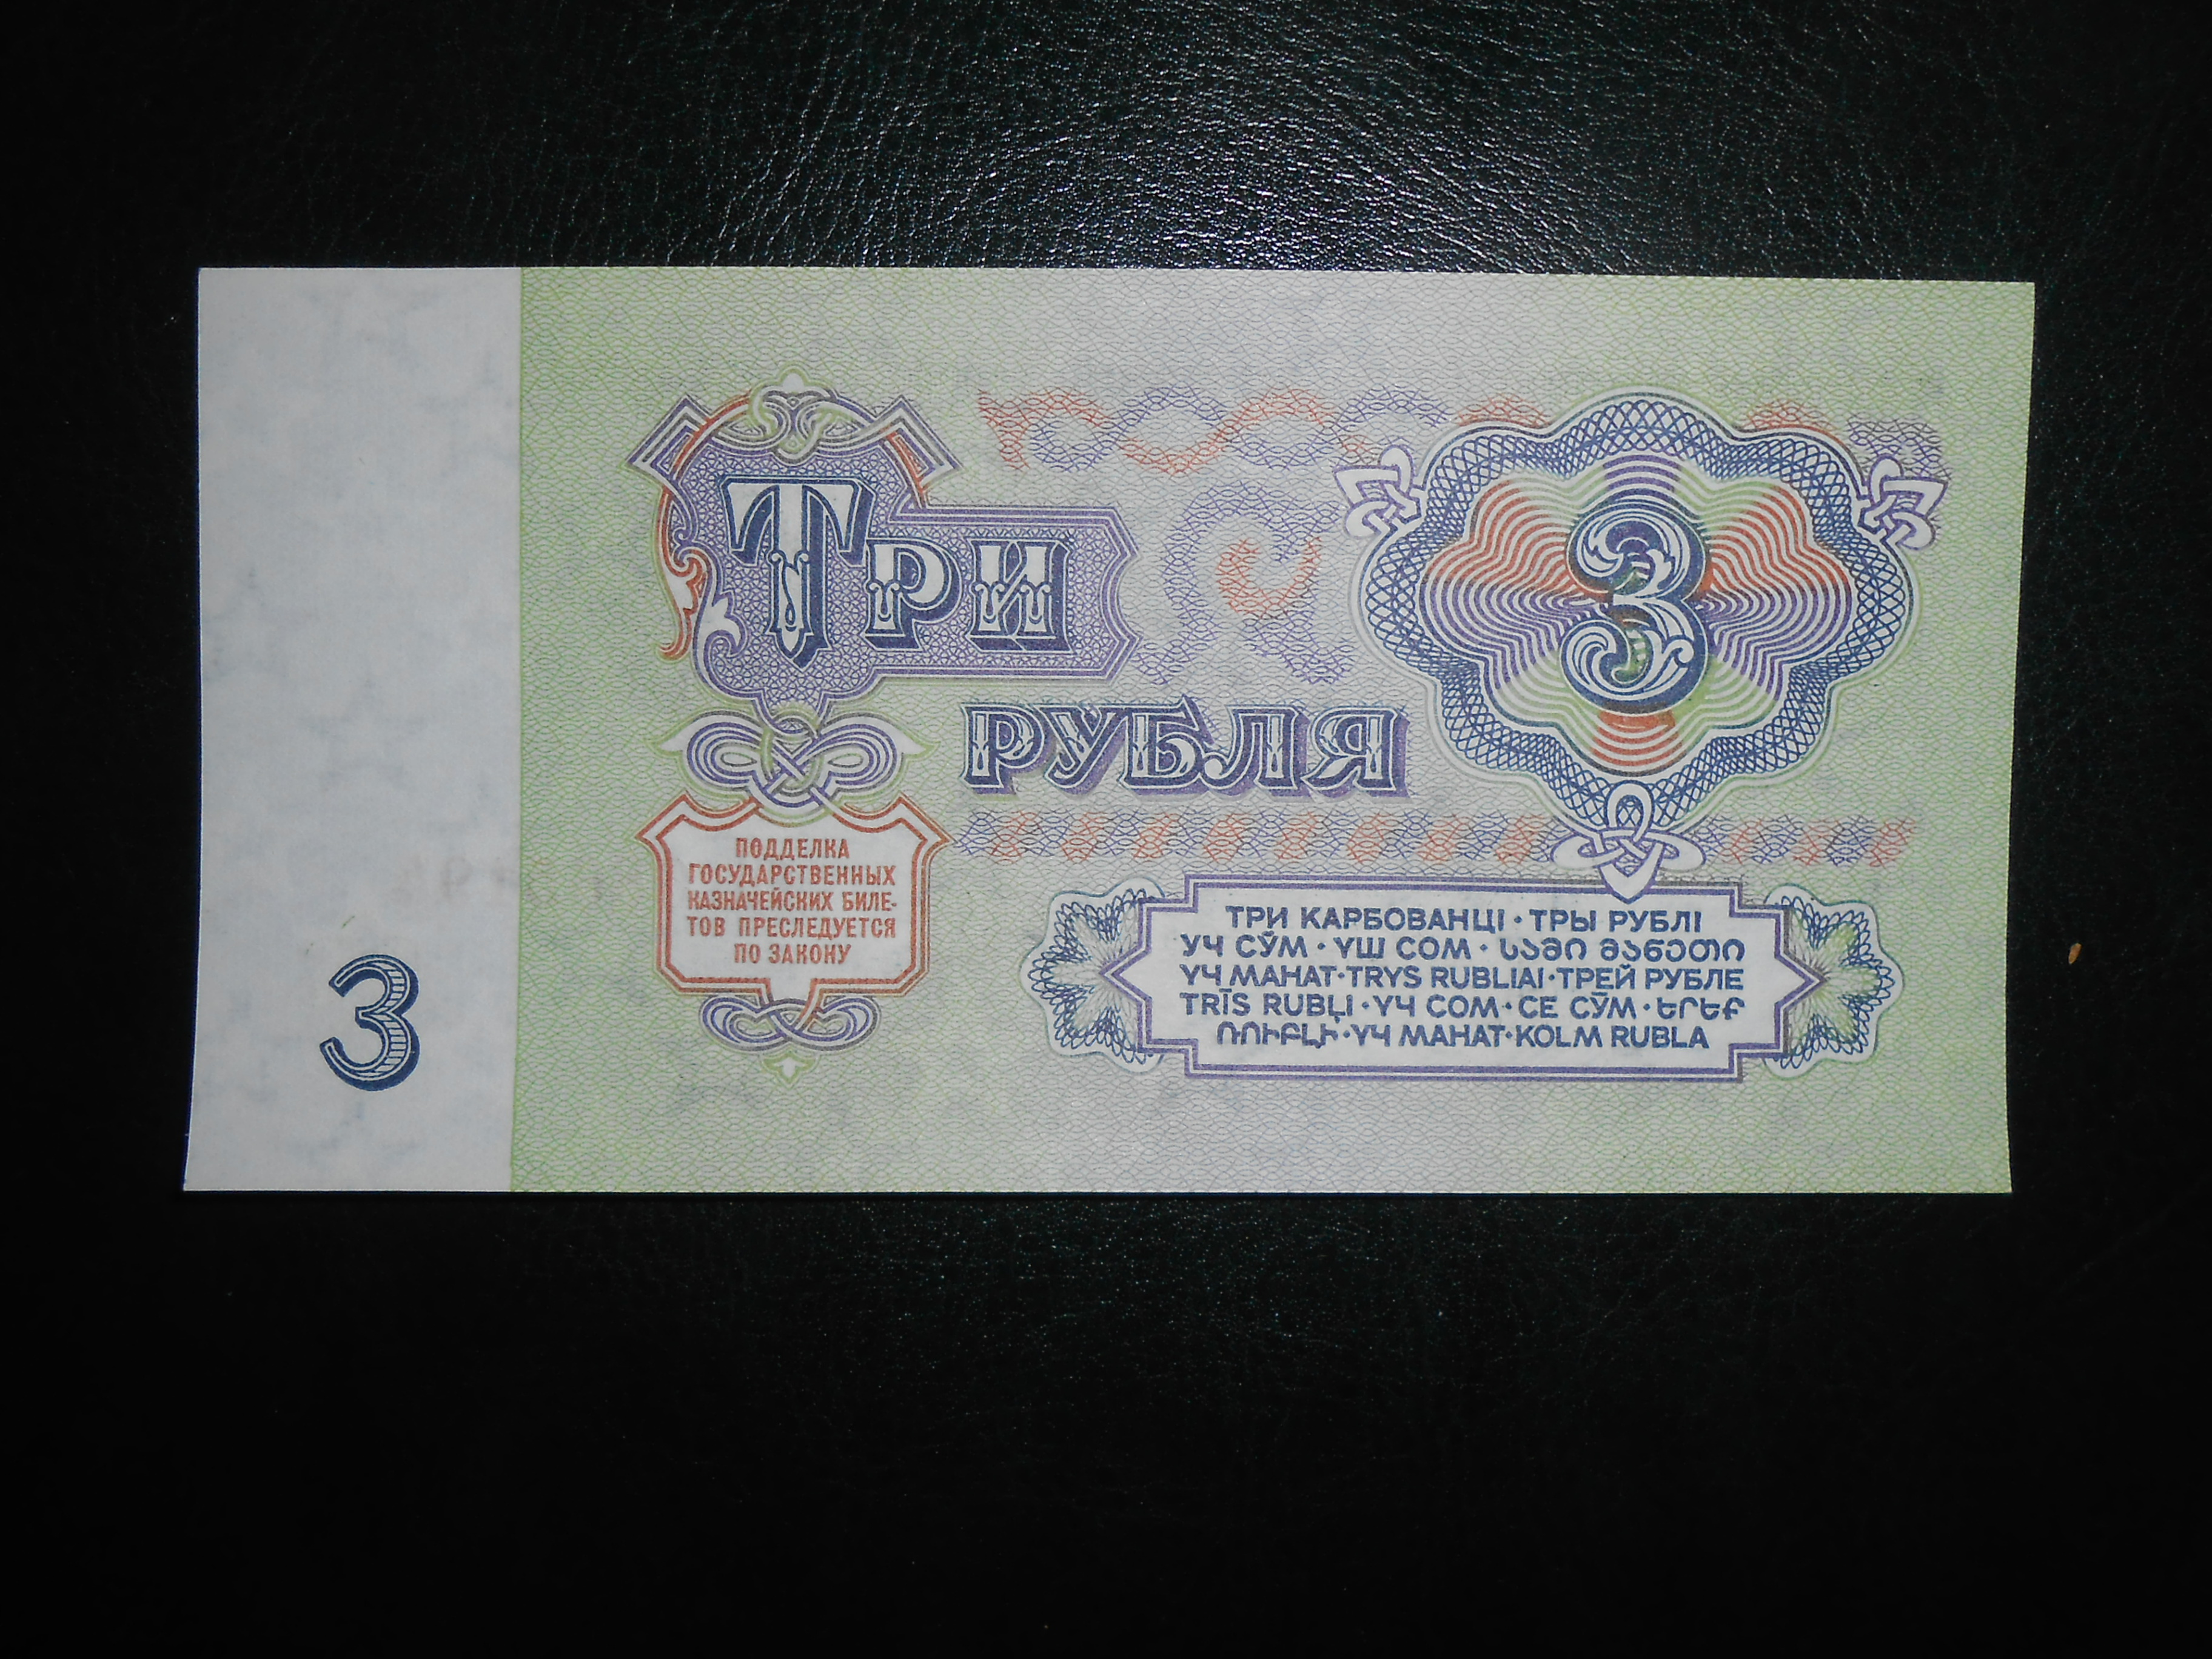 Три
РУБЛЯ
3
ПОДДЕЛКА
ГОСУДАРСТВЕННЫХ
КАЗНАЧЕЙСКИХ БИЛЕ-
ТОВ ПРЕСЛЕДУЕТСЯ
ПО ЗАКОНУ
ТРИ КАРБОВАНЦІ · ТРЫ РУБЛІ
УЧ СЎМ · ҮШ СОМ · ᲡᲐᲛᲘ ᲛᲐᲜᲔᲗᲘ
ҮЧ МАНАТ · TRYS RUBLIAI · ТРЕЙ РУБЛЕ
TRĪS RUBĻI · ҮЧ СОМ · СЕ СӮМ · ԵՐԵՔ
ՌՈՒԲԼԻ · ҮЧ МАНАТ · KOLM RUBLA
3